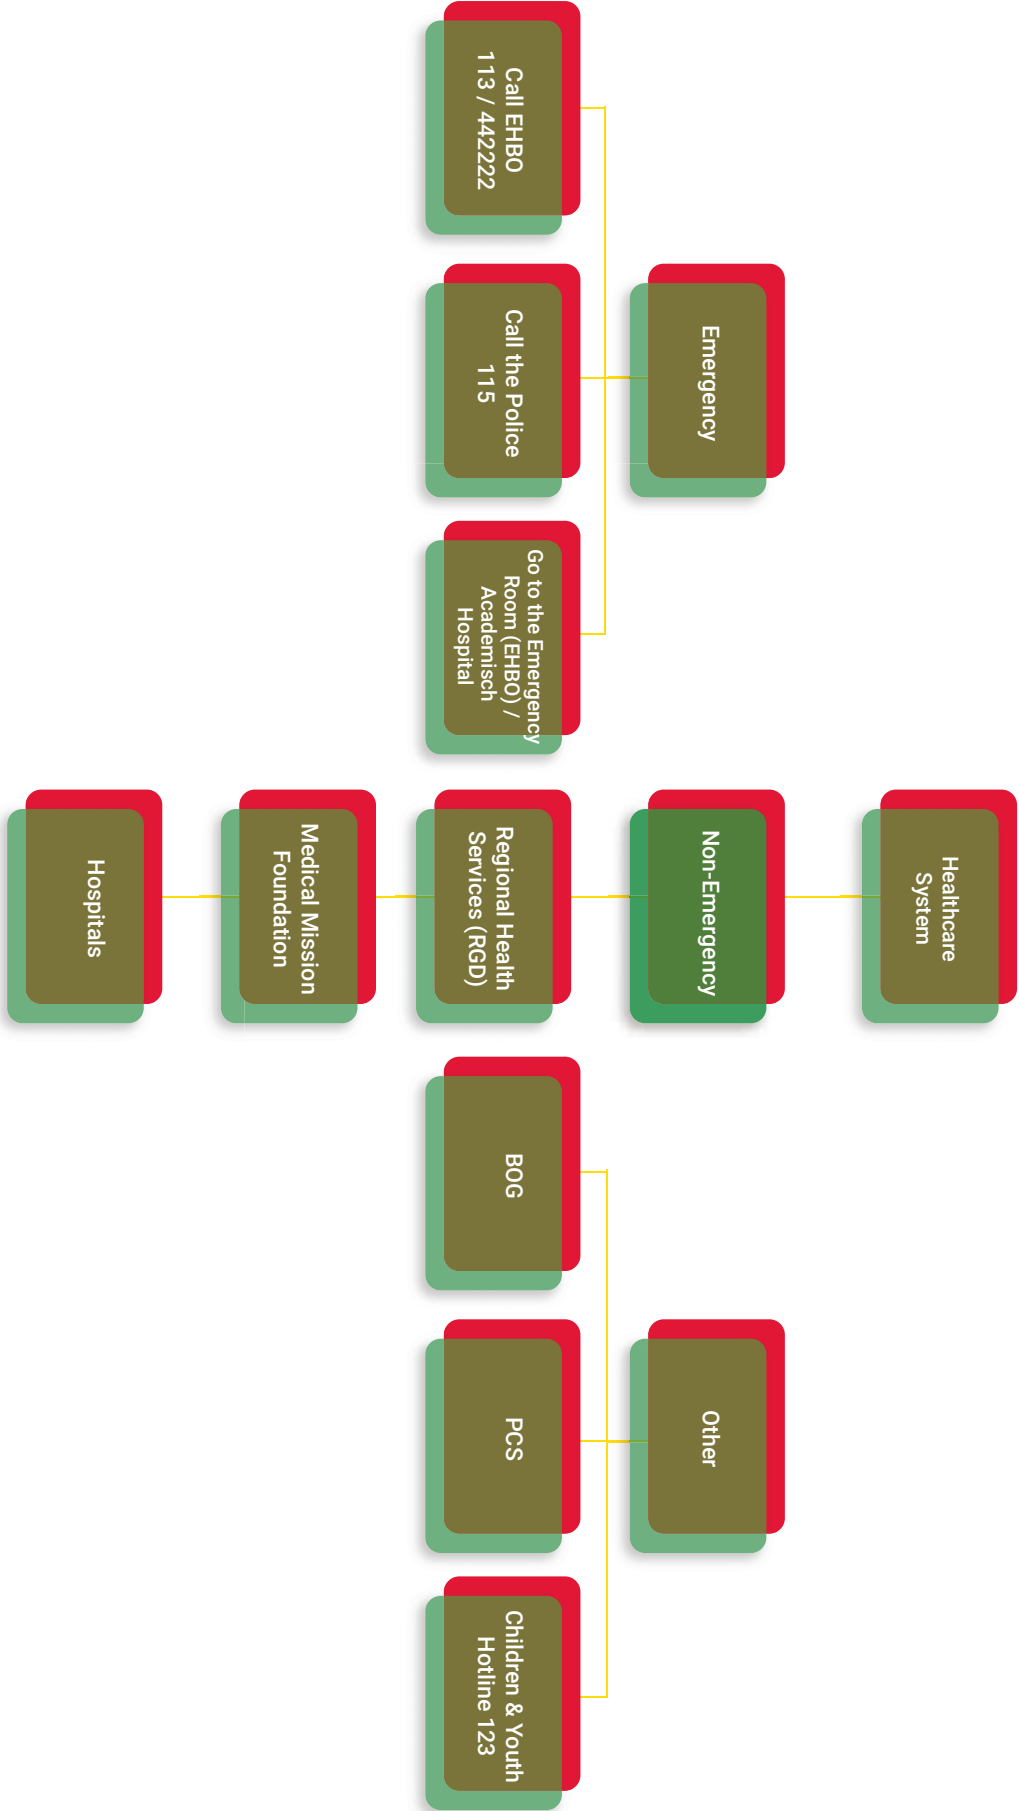 Healthcare
System
Emergency
Non-Emergency
Other
Call EHBO
113 / 442222
Call the Police
115
Go to the Emergency
Room (EHBO) /
Academisch
Hospital
Regional Health
Services (RGD)
BOG
PCS
Children & Youth
Hotline 123
Medical Mission
Foundation
Hospitals